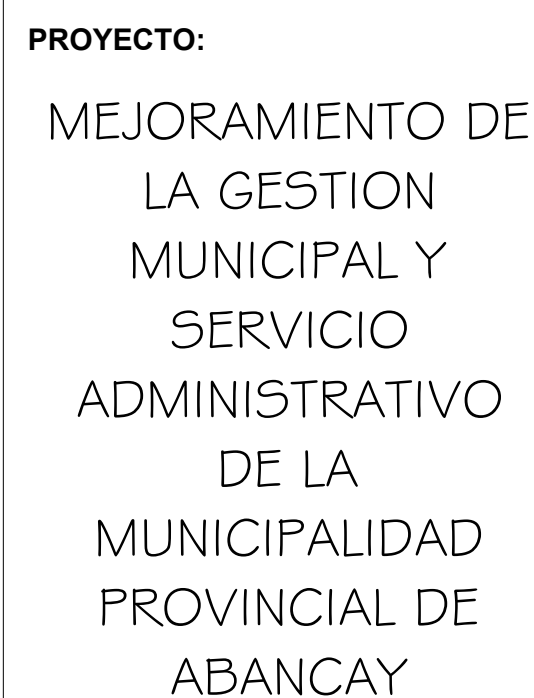 PROYECTO:
MEJORAMIENTO DE
LA GESTION
MUNICIPAL Y
SERVICIO
ADMINISTRATIVO
DE LA
MUNICIPALIDAD
PROVINCIAL DE
ABANCAY